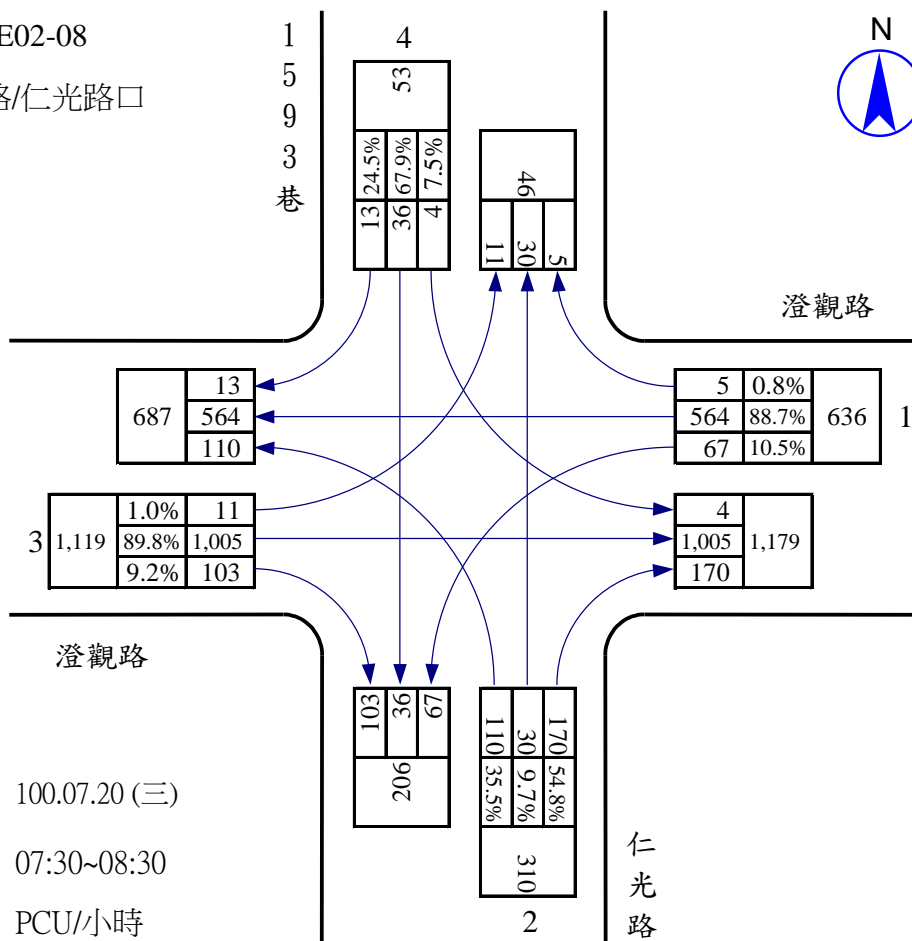 E02-08
路/仁光路口
1593巷
4
53
24.5% 67.9% 7.5%
13 36 4
46
11 30 5
N
澄觀路
687
13
564
110
5 0.8%
564 88.7%
67 10.5%
636
1
3
1,119
1.0% 11
89.8% 1,005
9.2% 103
4
1,005
170
1,179
澄觀路
103 36 67
206
110 30 170
35.5% 9.7% 54.8%
310
2
仁光路
100.07.20 (三)
07:30~08:30
PCU/小時